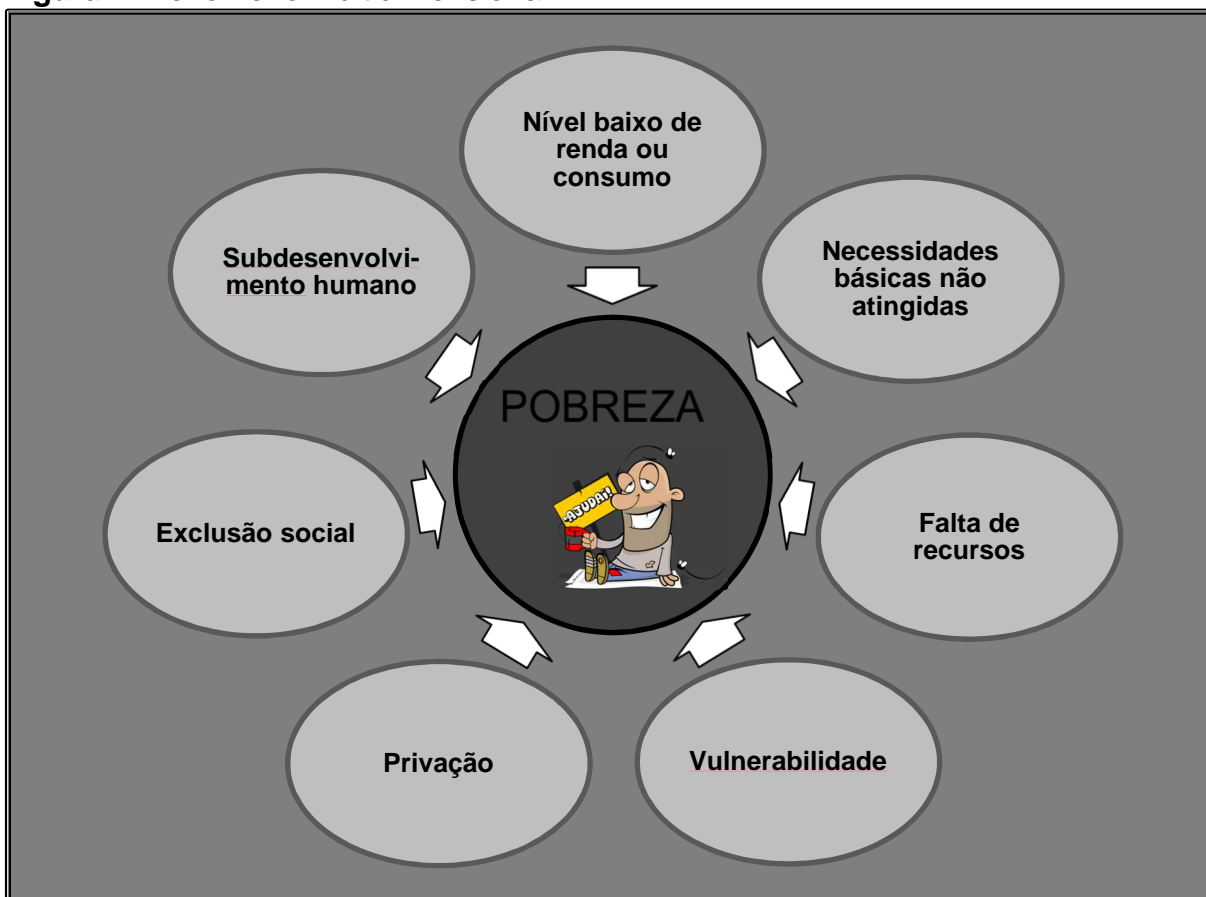 Nível baixo de
renda ou
consumo
Subdesenvolvi-
mento humano
Necessidades
básicas não
atingidas
POBREZA
¡AJUDAI!
Exclusão social
Falta de
recursos
Privação
Vulnerabilidade